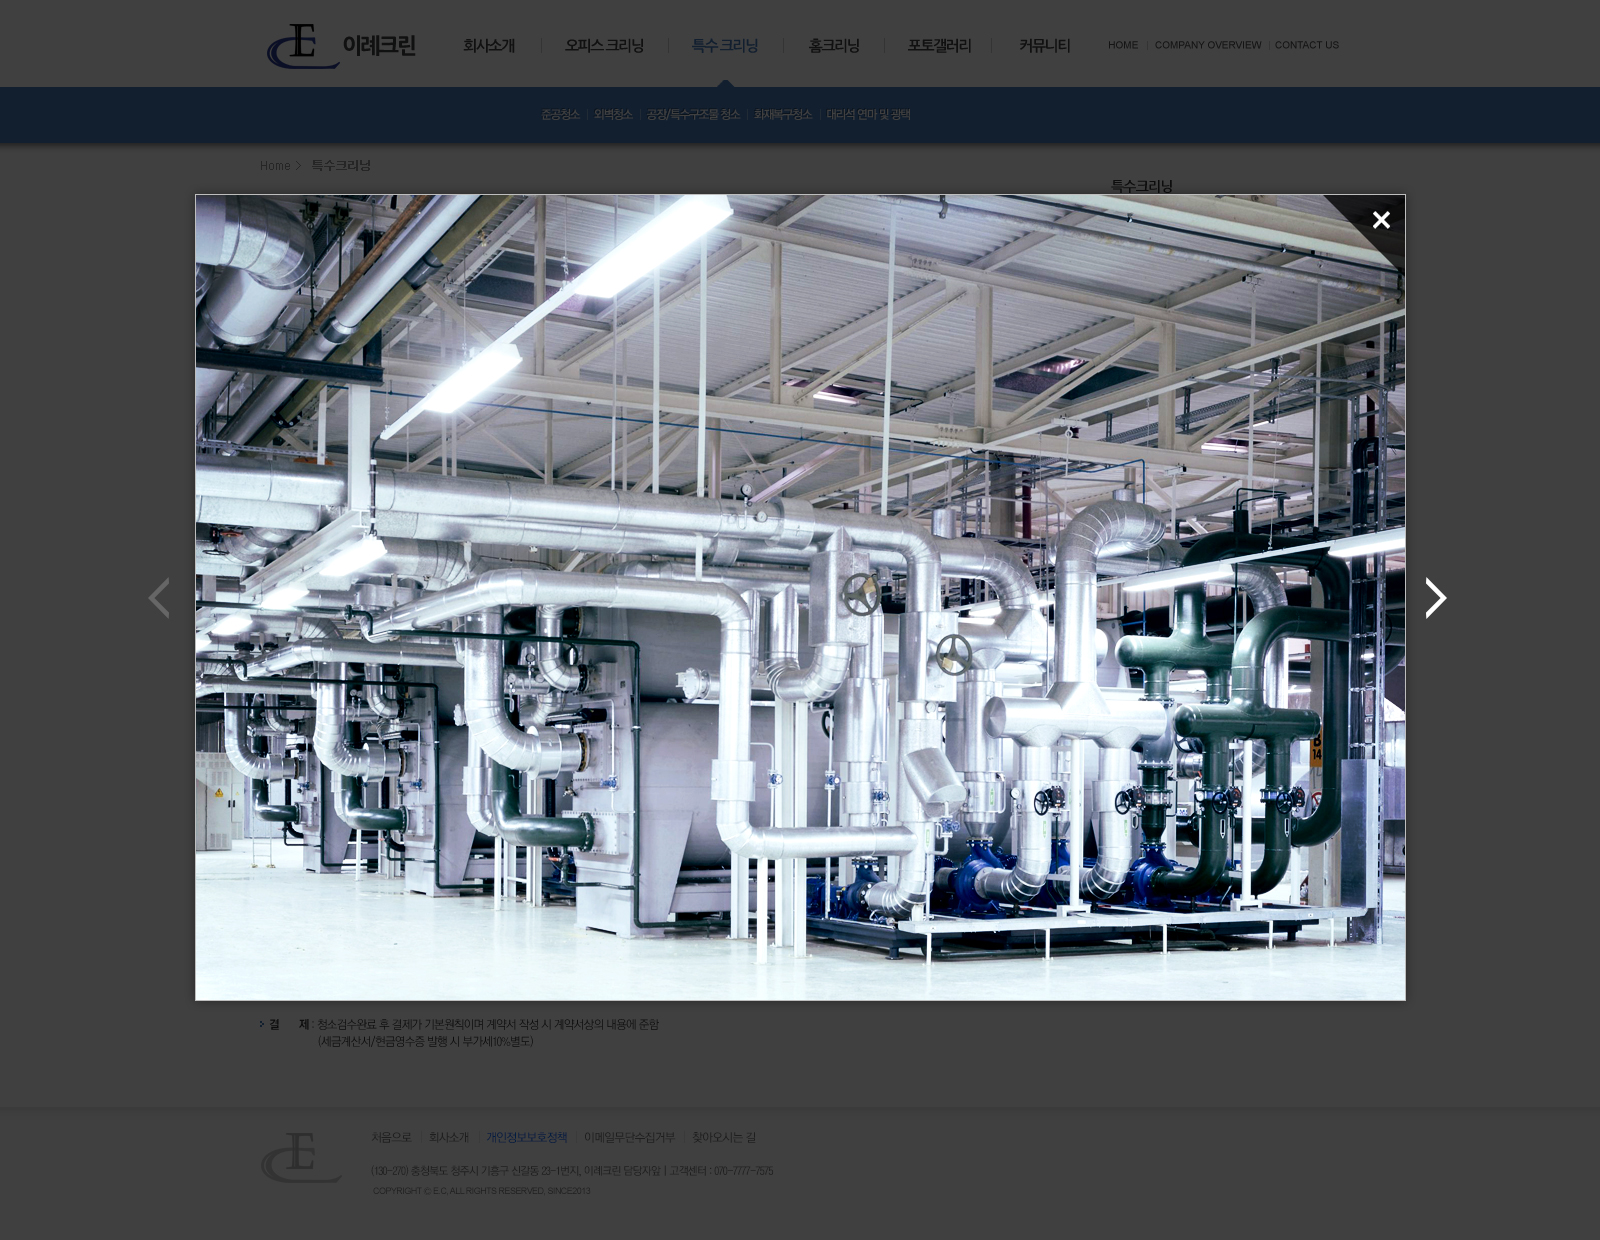 EC 이레크린
회사소개 오피스 크리닝 특수 크리닝 홈크리닝 포토갤러리 커뮤니티 HOME COMPANY OVERVIEW CONTACT US
준공청소 외벽청소 공장/특수구조물 청소 화재복구청소 대리석 연마 및 광택
Home > 특수크리닝
특수크리닝
> 결 제 : 청소검수완료 후 결제가 기본원칙이며 계약서 작성 시 계약서상의 내용에 준함
(세금계산서/현금영수증 발행 시 부가세10%별도)
EC
처음으로 회사소개 개인정보보호정책 이메일무단수집거부 찾아오시는 길
(130-270) 충청북도 청주시 기흥구 산강동 23-1번지, 이레크린 담당자맘 | 고객센터 : 070-7777-7575
COPYRIGHT © E.C, ALL RIGHTS RESERVED, SINCE2013